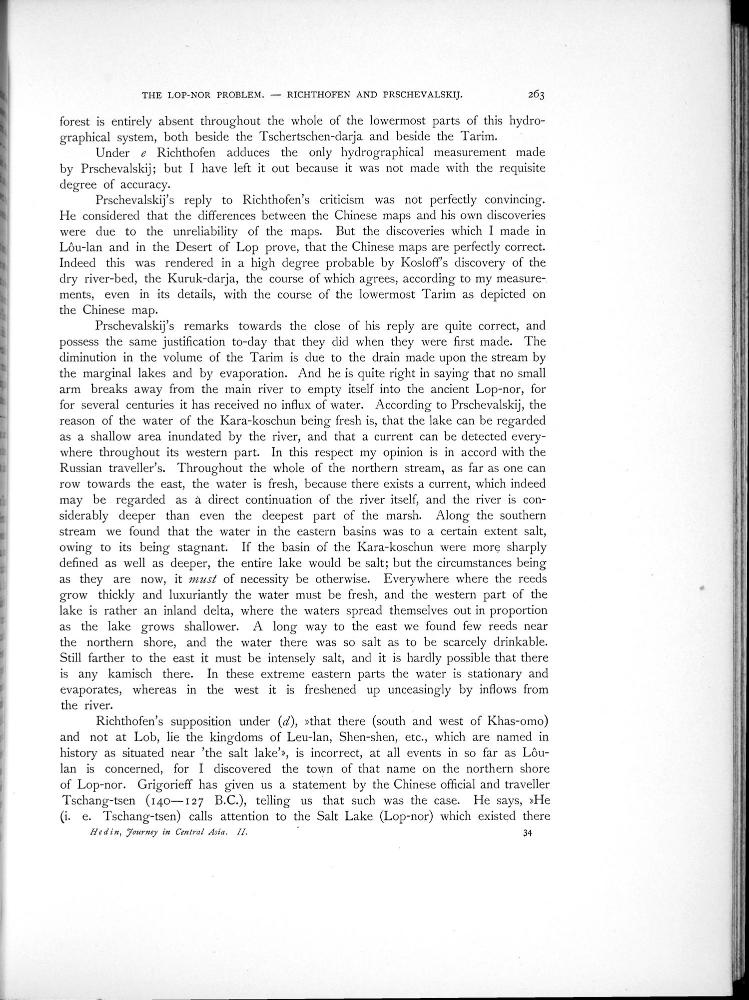 THE LOP-NOR PROBLEM. — RICHTHOFEN AND PRSCHEVALSKIJ. 263
forest is entirely absent throughout the whole of the lowermost parts of this hydro-
graphical system, both beside the Tschertschen-darja and beside the Tarim.
Under e Richthofen adduces the only hydrographical measurement made
by Prschevalskij; but I have left it out because it was not made with the requisite
degree of accuracy.
Prschevalskij's reply to Richthofen's criticism was not perfectly convincing.
He considered that the differences between the Chinese maps and his own discoveries
were due to the unreliability of the maps. But the discoveries which I made in
Lôu-lan and in the Desert of Lop prove, that the Chinese maps are perfectly correct.
Indeed this was rendered in a high degree probable by Kosloff's discovery of the
dry river-bed, the Kuruk-darja, the course of which agrees, according to my measure-
ments, even in its details, with the course of the lowermost Tarim as depicted on
the Chinese map.
Prschevalskij's remarks towards the close of his reply are quite correct, and
possess the same justification to-day that they did when they were first made. The
diminution in the volume of the Tarim is due to the drain made upon the stream by
the marginal lakes and by evaporation. And he is quite right in saying that no small
arm breaks away from the main river to empty itself into the ancient Lop-nor, for
for several centuries it has received no influx of water. According to Prschevalskij, the
reason of the water of the Kara-koschun being fresh is, that the lake can be regarded
as a shallow area inundated by the river, and that a current can be detected every-
where throughout its western part. In this respect my opinion is in accord with the
Russian traveller's. Throughout the whole of the northern stream, as far as one can
row towards the east, the water is fresh, because there exists a current, which indeed
may be regarded as a direct continuation of the river itself, and the river is con-
siderably deeper than even the deepest part of the marsh. Along the southern
stream we found that the water in the eastern basins was to a certain extent salt,
owing to its being stagnant. If the basin of the Kara-koschun were more sharply
defined as well as deeper, the entire lake would be salt; but the circumstances being
as they are now, it must of necessity be otherwise. Everywhere where the reeds
grow thickly and luxuriantly the water must be fresh, and the western part of the
lake is rather an inland delta, where the waters spread themselves out in proportion
as the lake grows shallower. A long way to the east we found few reeds near
the northern shore, and the water there was so salt as to be scarcely drinkable.
Still farther to the east it must be intensely salt, and it is hardly possible that there
is any kamisch there. In these extreme eastern parts the water is stationary and
evaporates, whereas in the west it is freshened up unceasingly by inflows from
the river.
Richthofen's supposition under (d), »that there (south and west of Khas-omo)
and not at Lob, lie the kingdoms of Leu-lan, Shen-shen, etc., which are named in
history as situated near 'the salt lake'», is incorrect, at all events in so far as Lôu-
lan is concerned, for I discovered the town of that name on the northern shore
of Lop-nor. Grigorieff has given us a statement by the Chinese official and traveller
Tschang-tsen (140—127 B.C.), telling us that such was the case. He says, »He
(i. e. Tschang-tsen) calls attention to the Salt Lake (Lop-nor) which existed there
Hedin, Journey in Central Asia. II. 34